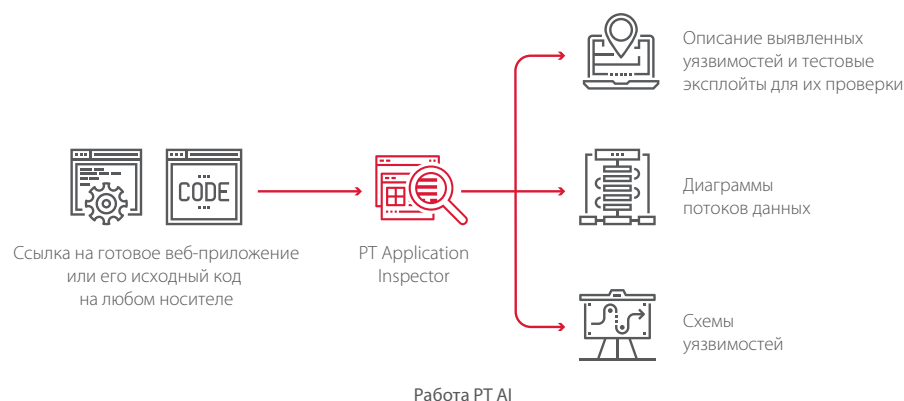 CODE
Ссылка на готовое веб-приложение
или его исходный код
на любом носителе
PT Application
Inspector
Описание выявленных
уязвимостей и тестовые
эксплойты для их проверки
Диаграммы
потоков данных
Схемы
уязвимостей
Работа PT AI